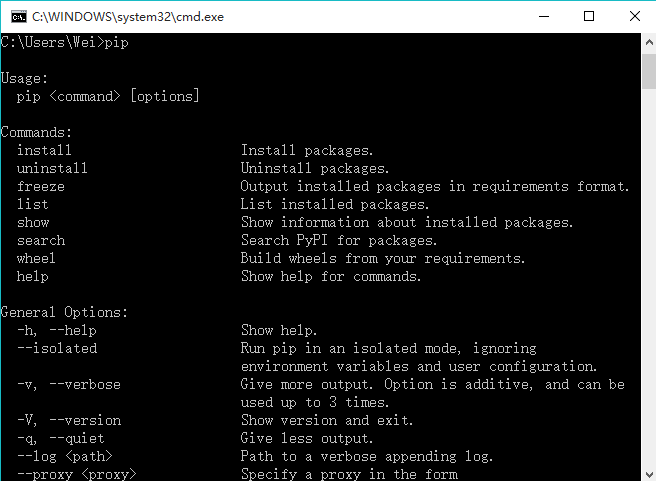 C:\WINDOWS\system32\cmd.exe
C:\Users\Wei>pip
Usage:
pip <command> [options]
Commands:
install Install packages.
uninstall Uninstall packages.
freeze Output installed packages in requirements format.
list List installed packages.
show Show information about installed packages.
search Search PyPI for packages.
wheel Build wheels from your requirements.
help Show help for commands.
General Options:
-h, --help Show help.
--isolated Run pip in an isolated mode, ignoring
environment variables and user configuration.
-v, --verbose Give more output. Option is additive, and can be
used up to 3 times.
-V, --version Show version and exit.
-q, --quiet Give less output.
--log <path> Path to a verbose appending log.
--proxy <proxy> Specify a proxy in the form